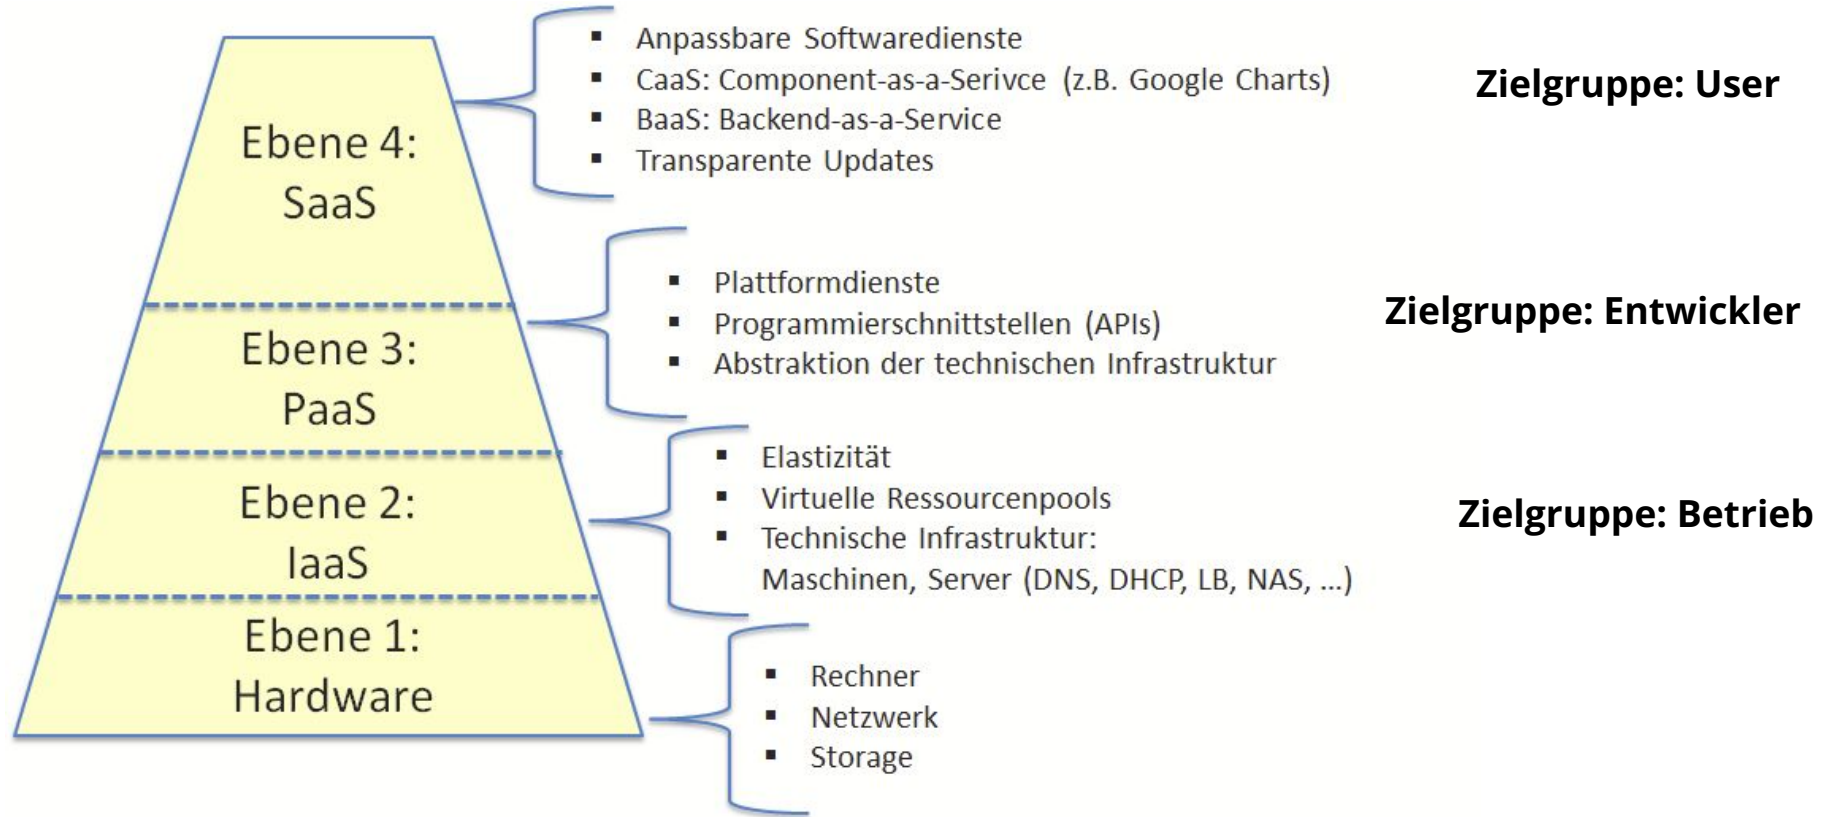 Ebene 4:
SaaS
▪ Anpassbare Softwaredienste
▪ CaaS: Component-as-a-Serivce (z.B. Google Charts)
▪ BaaS: Backend-as-a-Service
▪ Transparente Updates
Zielgruppe: User
Ebene 3:
PaaS
▪ Plattformdienste
▪ Programmierschnittstellen (APIs)
▪ Abstraktion der technischen Infrastruktur
Zielgruppe: Entwickler
Ebene 2:
IaaS
▪ Elastizität
▪ Virtuelle Ressourcenpools
▪ Technische Infrastruktur:
Maschinen, Server (DNS, DHCP, LB, NAS, ...)
Zielgruppe: Betrieb
Ebene 1:
Hardware
▪ Rechner
▪ Netzwerk
▪ Storage